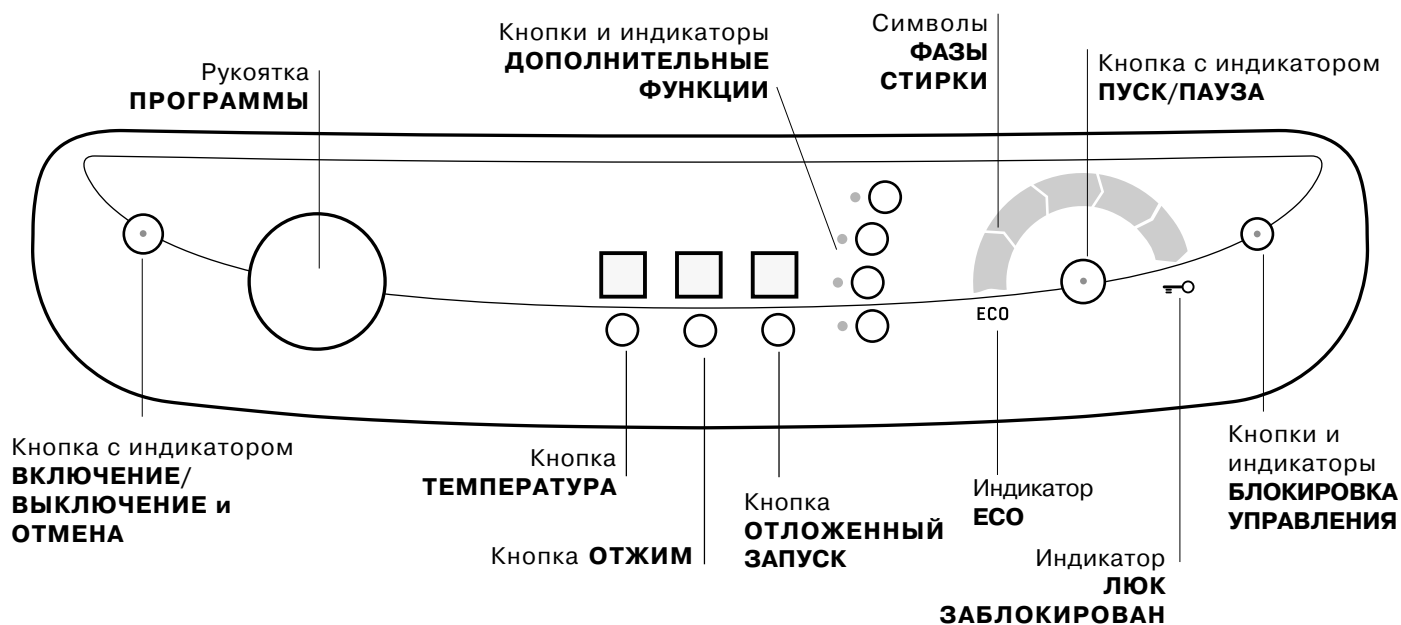 Рукоятка
ПРОГРАММЫ
Кнопки и индикаторы
ДОПОЛНИТЕЛЬНЫЕ
ФУНКЦИИ
Символы
ФАЗЫ
СТИРКИ
Кнопка с индикатором
ПУСК/ПАУЗА
ECO
Кнопка с индикатором
ВКЛЮЧЕНИЕ/
ВЫКЛЮЧЕНИЕ и
ОТМЕНА
Кнопка
ТЕМПЕРАТУРА
Кнопка ОТЖИМ
Кнопка
ОТЛОЖЕННЫЙ
ЗАПУСК
Индикатор
ECO
Индикатор
ЛЮК
ЗАБЛОКИРОВАН
Кнопки и
индикаторы
БЛОКИРОВКА
УПРАВЛЕНИЯ